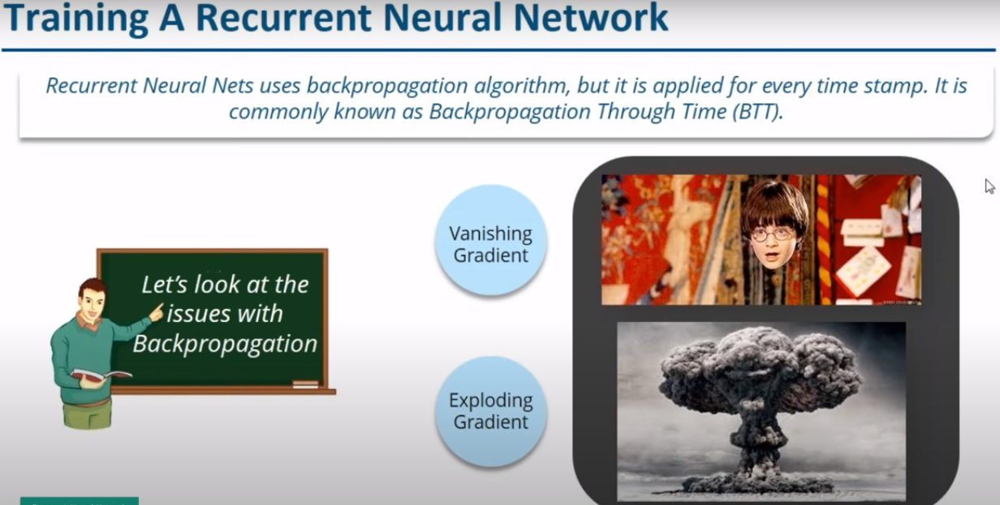 Training A Recurrent Neural Network
Recurrent Neural Nets uses backpropagation algorithm, but it is applied for every time stamp. It is
commonly known as Backpropagation Through Time (BTT).
Let's look at the
issues with
Backpropagation
Vanishing
Gradient
Exploding
Gradient